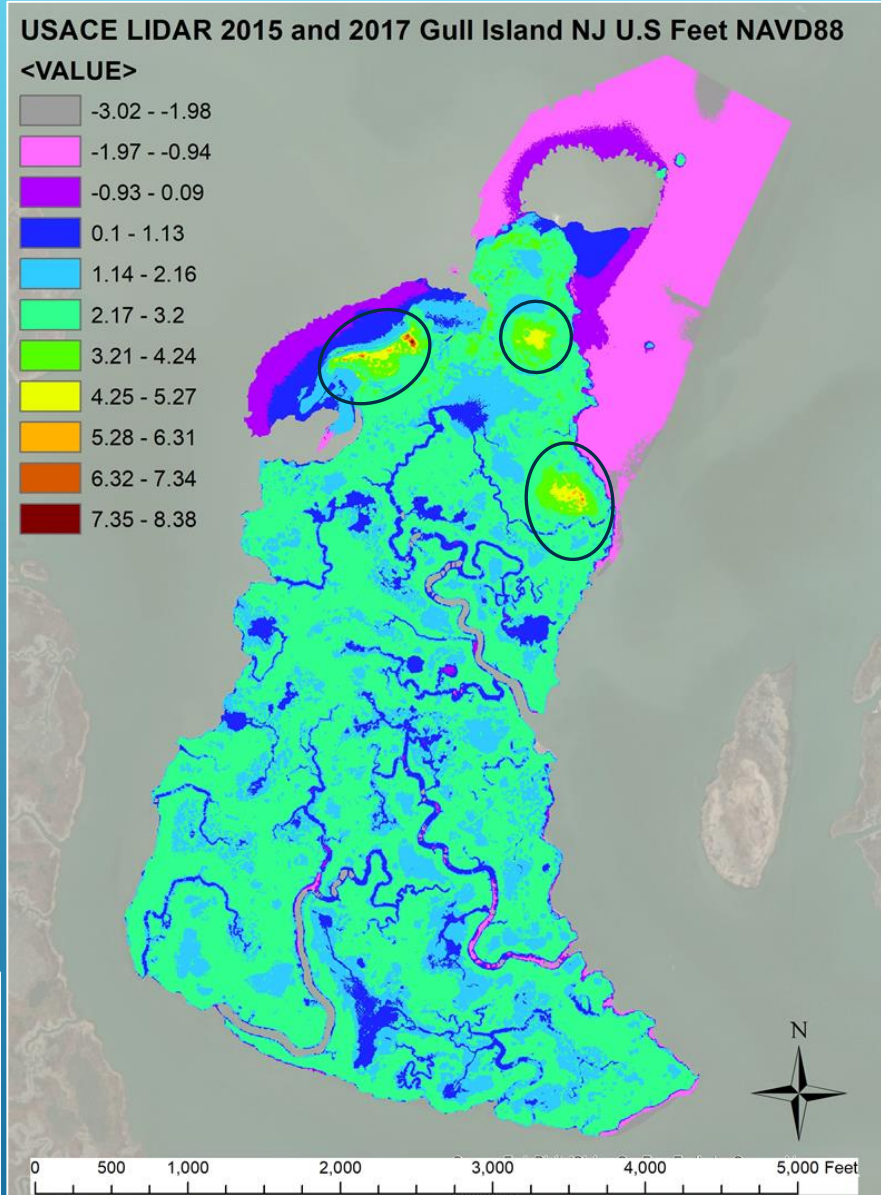 USACE LIDAR 2015 and 2017 Gull Island NJ U.S Feet NAVD88
<VALUE>
-3.02 - -1.98
-1.97 - -0.94
-0.93 - 0.09
0.1 - 1.13
1.14 - 2.16
2.17 - 3.2
3.21 - 4.24
4.25 - 5.27
5.28 - 6.31
6.32 - 7.34
7.35 - 8.38
N
0 500 1,000 2,000 3,000 4,000 5,000 Feet